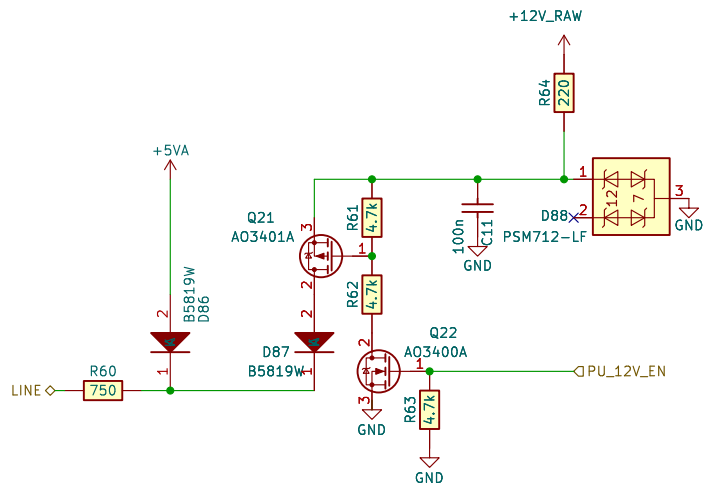 +12V_RAW
R64
220
+5VA
1
12
7
3
D88
2
PSM712-LF
GND
Q21
AO3401A
3
R61
4.7k
1
2
100n
C11
GND
R62
4.7k
2
B5819W
D86
A
1
2
D87
B5819W
A
1
Q22
AO3400A
2
1
3
GND
PU_12V_EN
R60
750
LINE
R63
4.7k
GND